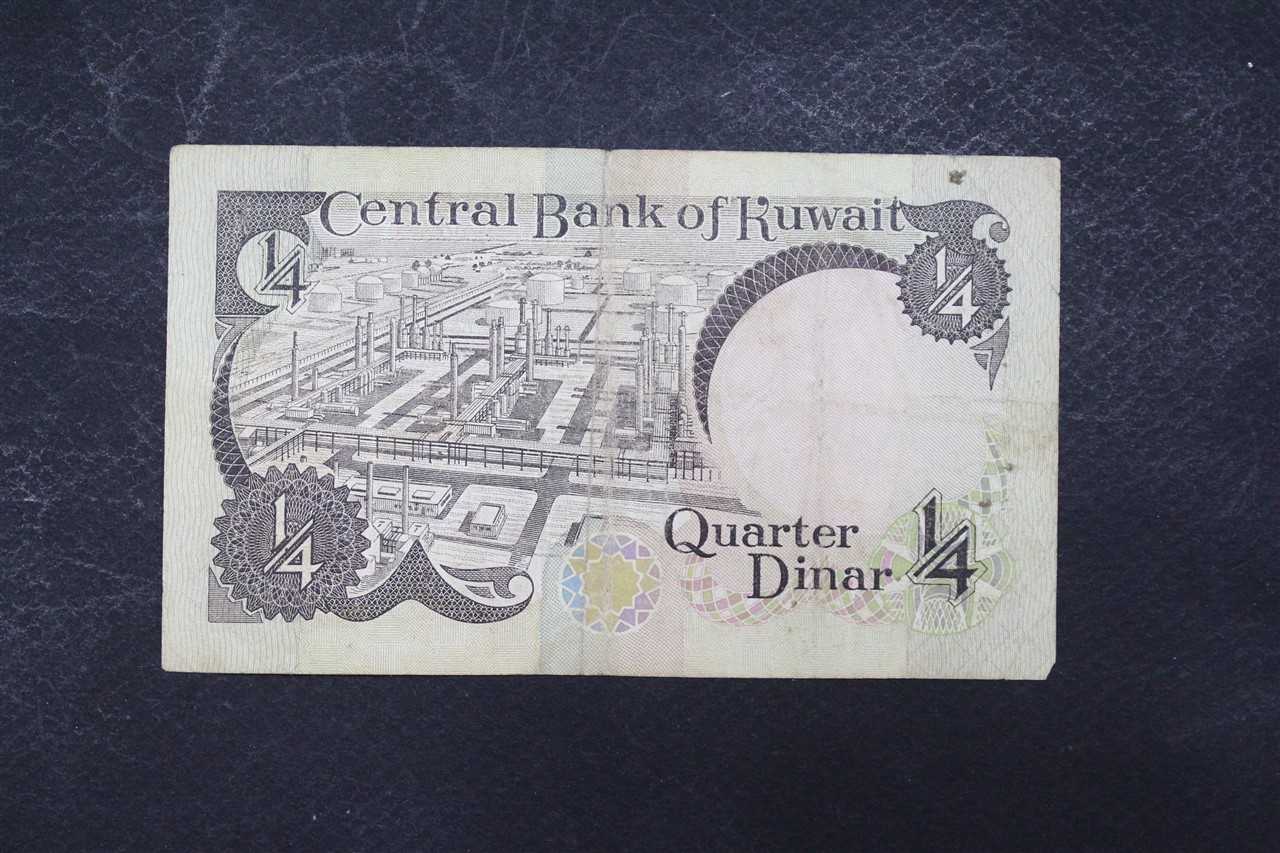 Central Bank of Kuwait
1/4
1/4
1/4
Quarter
Dinar
1/4